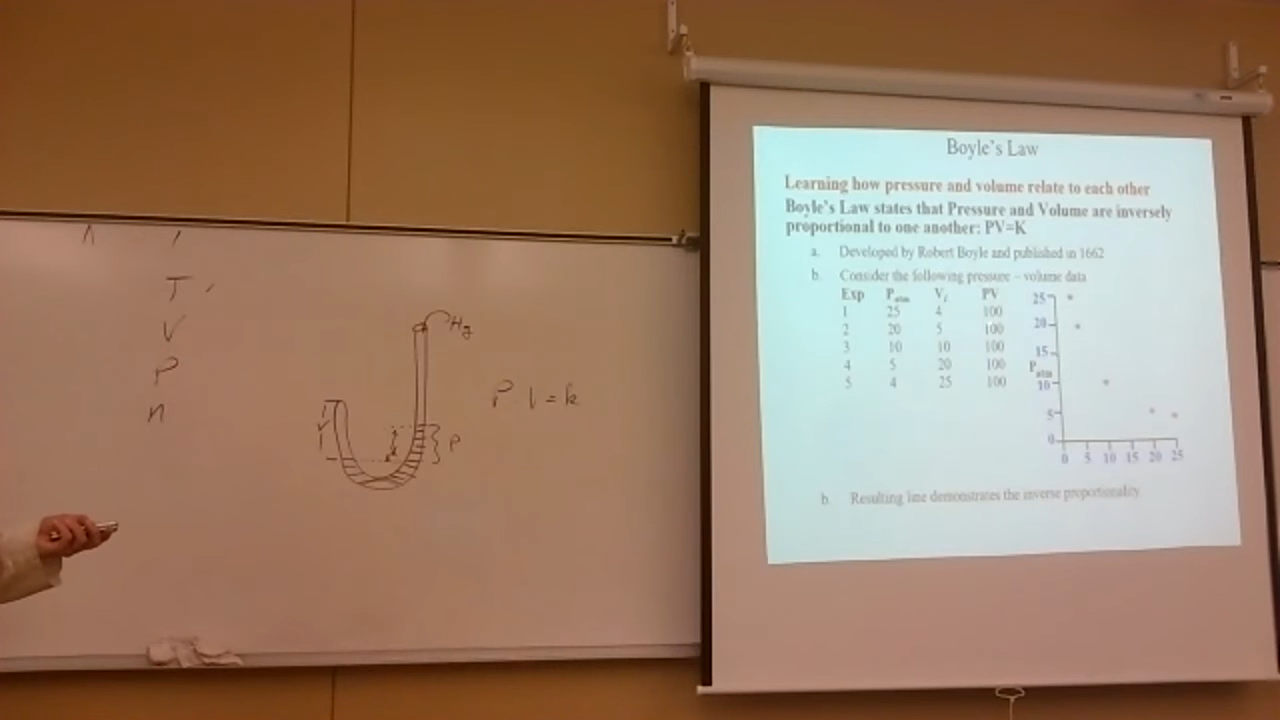 T
V
P
n
Hg
V
P
P · V = k
Boyle's Law
Learning how pressure and volume relate to each other
Boyle's Law states that Pressure and Volume are inversely
proportional to one another: PV=K
a. Developed by Robert Boyle and published in 1662
b. Consider the following pressure – volume data
Exp P atm V L PV
1 25 4 100
2 20 5 100
3 10 10 100
4 5 20 100
5 4 25 100
25
20
15
P atm
10
5
0
0 5 10 15 20 25
b. Resulting line demonstrates the inverse proportionality